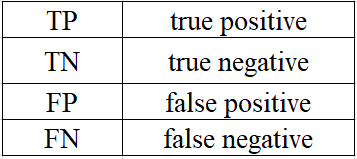 TP true positive
TN true negative
FP false positive
FN false negative